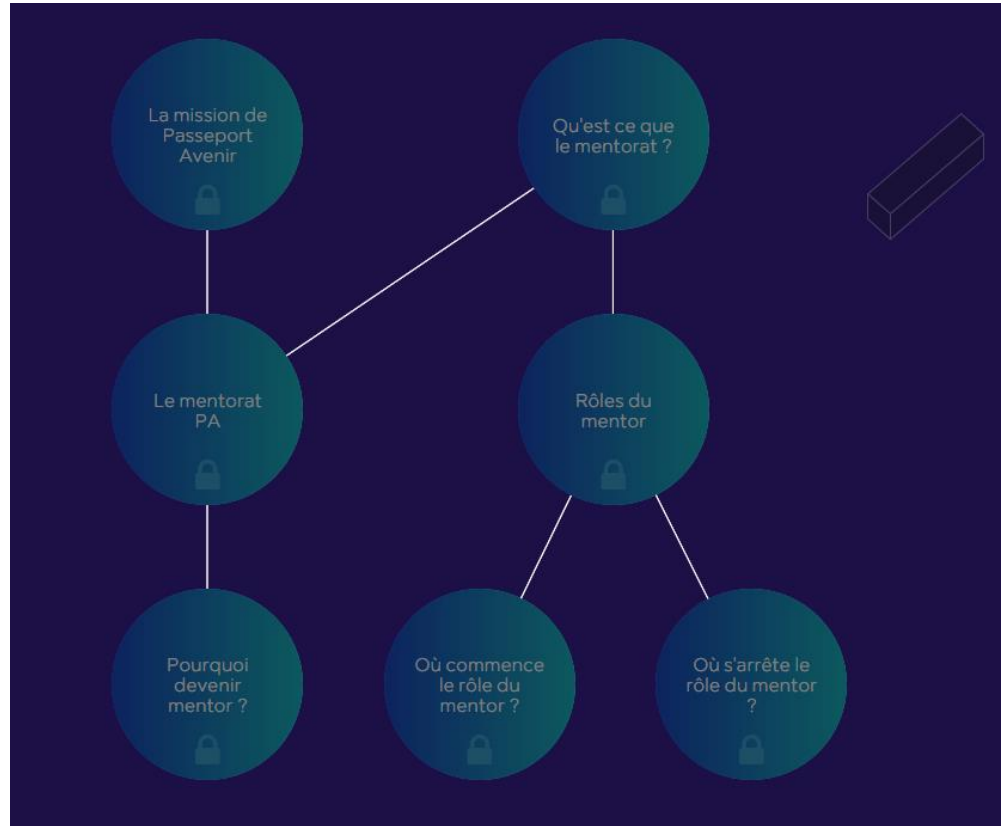 La mission de
Passeport
Avenir
Qu'est ce que
le mentorat ?
Le mentorat
PA
Rôles du
mentor
Pourquoi
devenir
mentor ?
Où commence
le rôle du
mentor ?
Où s'arrête le
rôle du mentor
?